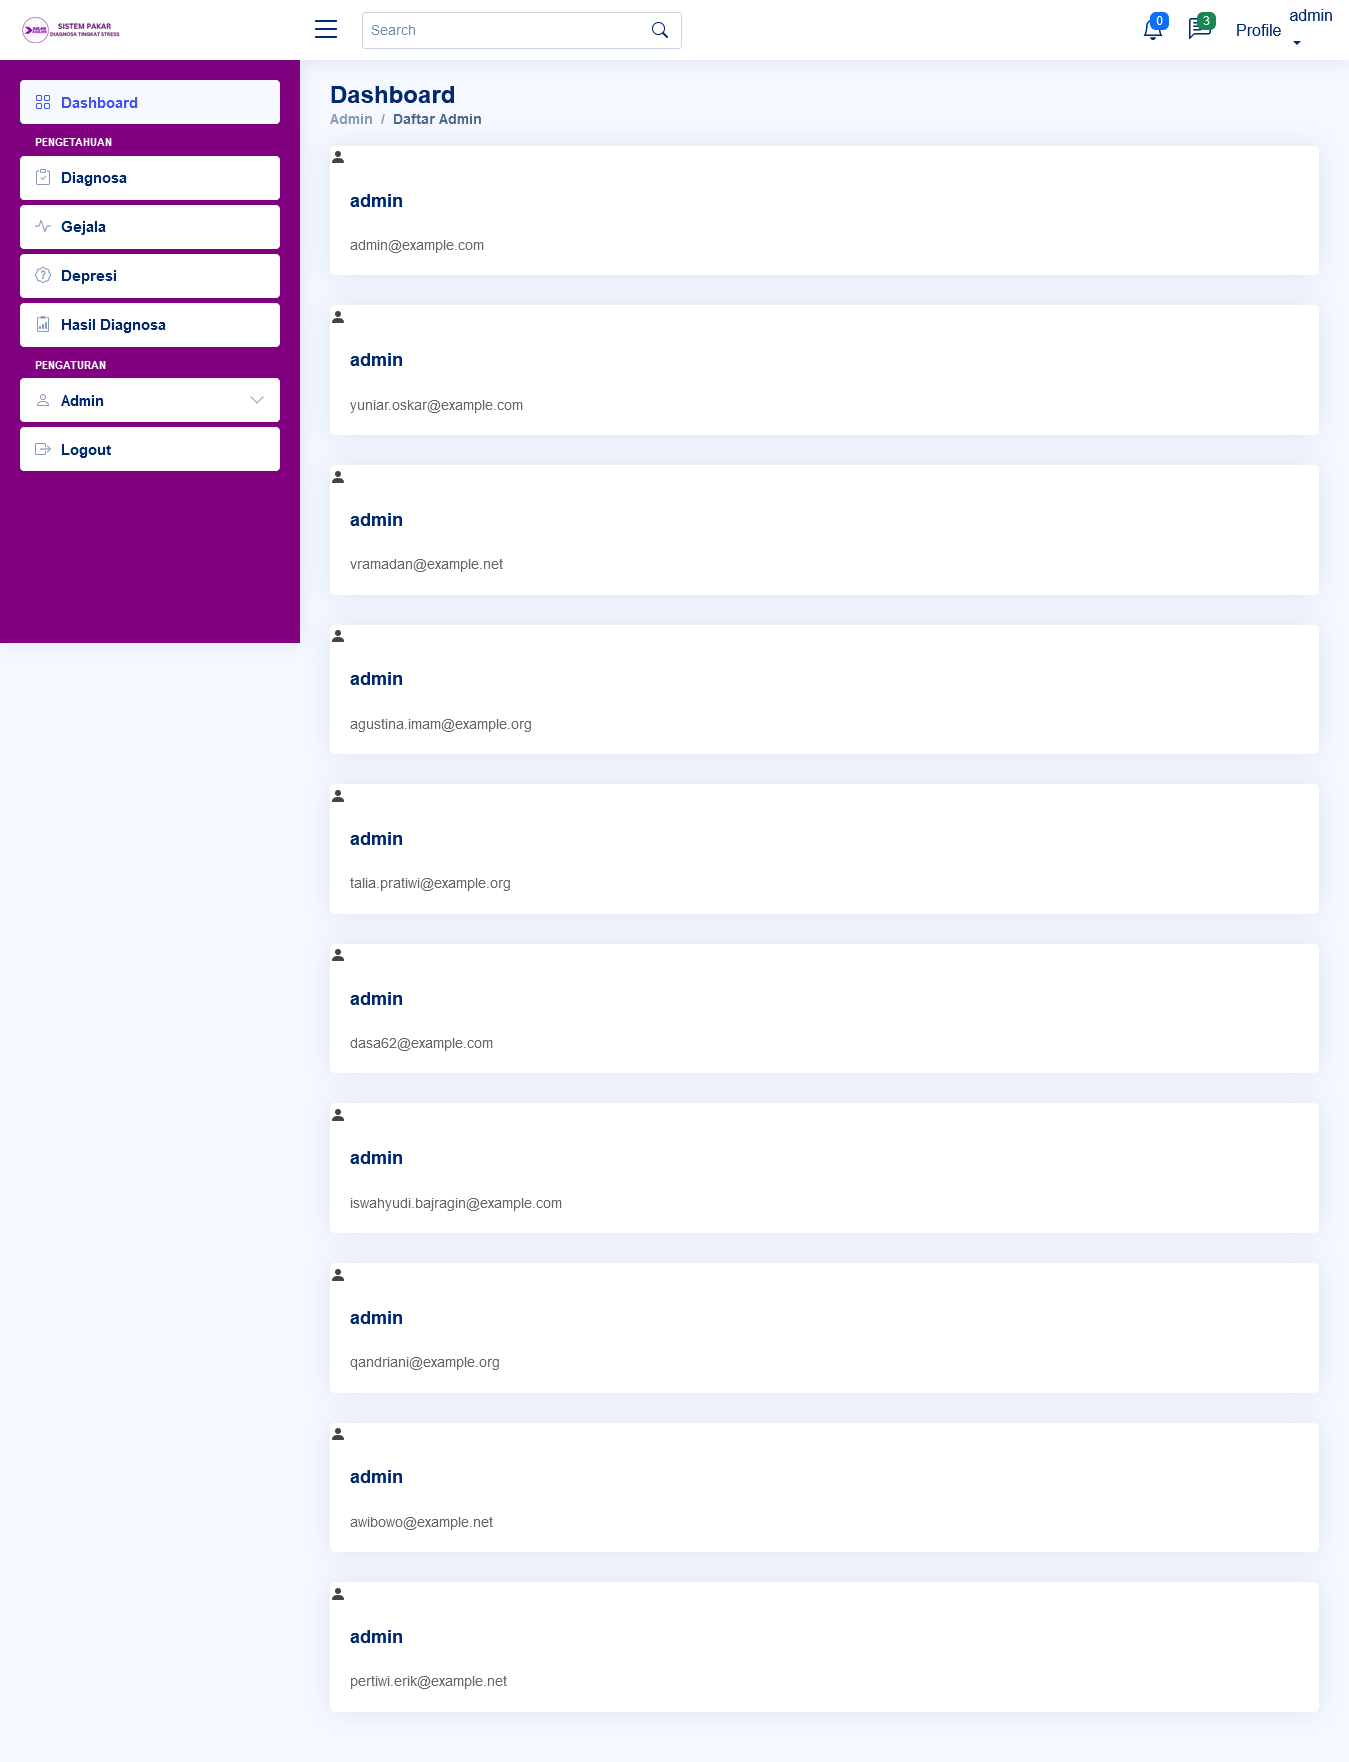 SISTEM PAKAR
DIAGNOSA TINGKAT STRESS
Search
0
3
Profile
admin
Dashboard
PENGETAHUAN
Diagnosa
Gejala
Depresi
Hasil Diagnosa
PENGATURAN
Admin
Logout
Dashboard
Admin / Daftar Admin
admin
admin@example.com
admin
yuniar.oskar@example.com
admin
vramadan@example.net
admin
agustina.imam@example.org
admin
talia.pratiwi@example.org
admin
dasa62@example.com
admin
iswahyudi.bajragin@example.com
admin
qandriani@example.org
admin
awibowo@example.net
admin
pertiwi.erik@example.net